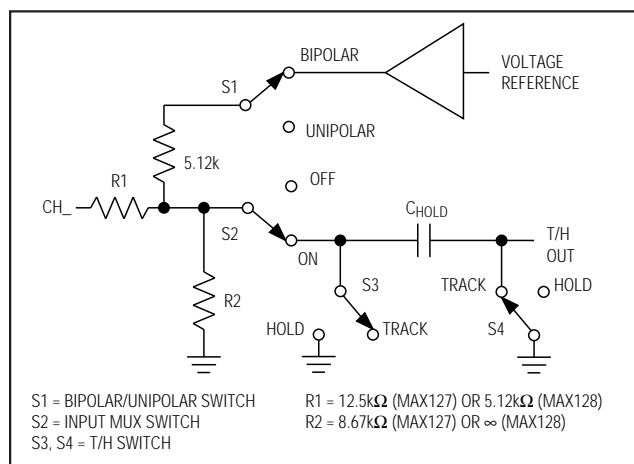 BIPOLAR
VOLTAGE
REFERENCE
S1
UNIPOLAR
5.12k
OFF
R1
CH_
S2
CHOLD
T/H
OUT
ON
R2
S3
TRACK
HOLD
HOLD
TRACK
S4
S1 = BIPOLAR/UNIPOLAR SWITCH
S2 = INPUT MUX SWITCH
S3, S4 = T/H SWITCH
R1 = 12.5kΩ (MAX127) OR 5.12kΩ (MAX128)
R2 = 8.67kΩ (MAX127) OR ∞ (MAX128)